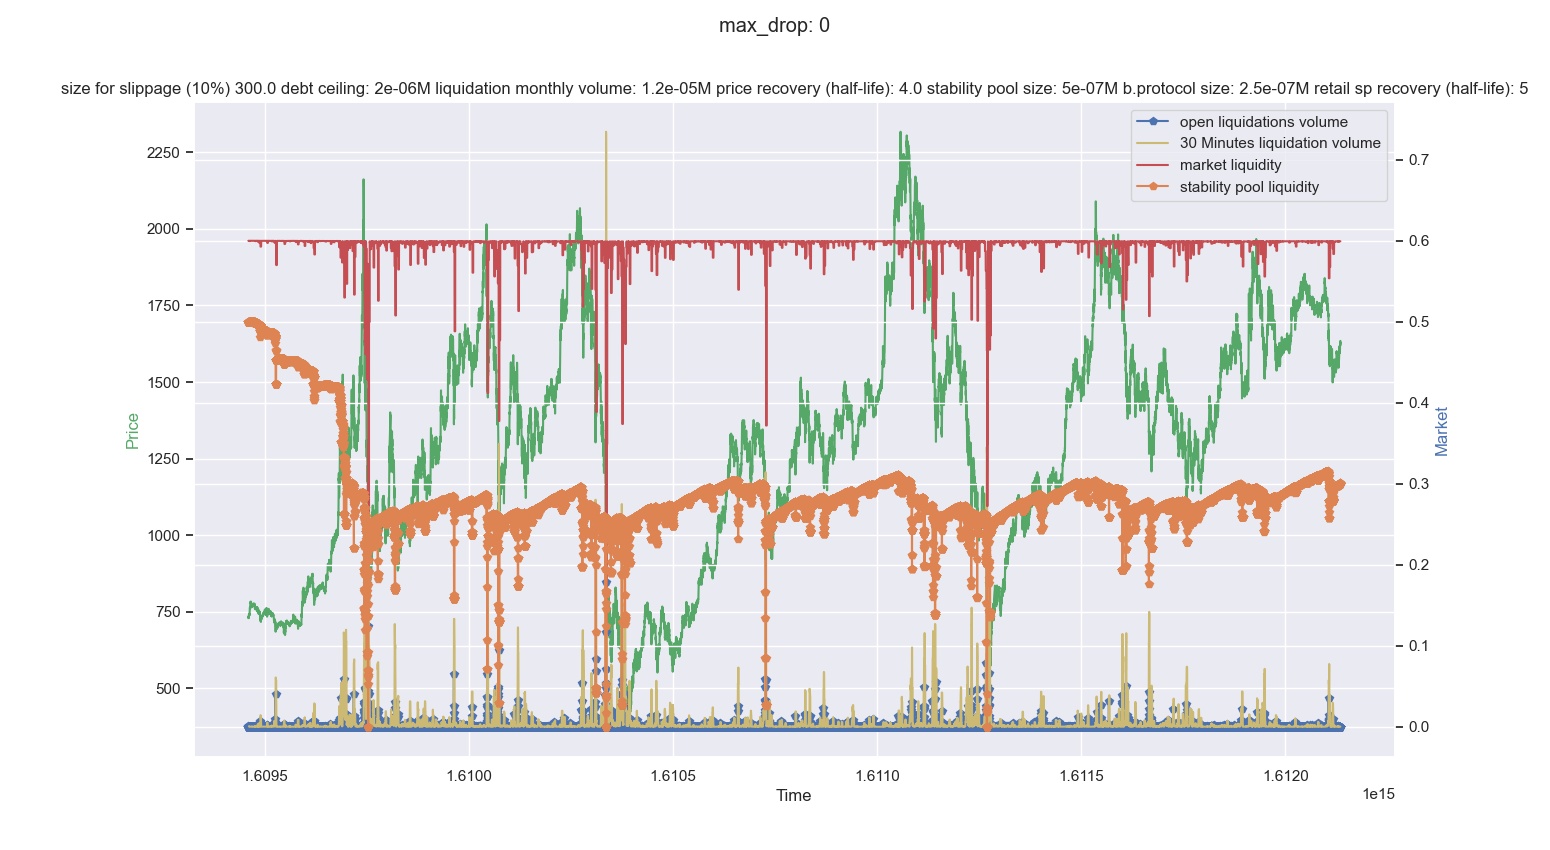 max_drop: 0
size for slippage (10%) 300.0 debt ceiling: 2e-06M liquidation monthly volume: 1.2e-05M price recovery (half-life): 4.0 stability pool size: 5e-07M b.protocol size: 2.5e-07M retail sp recovery (half-life): 5
open liquidations volume
30 Minutes liquidation volume
market liquidity
stability pool liquidity
2250
2000
1750
1500
1250
1000
750
500
Price
0.7
0.6
0.5
0.4
0.3
0.2
0.1
0.0
Market
1.6095 1.6100 1.6105 1.6110 1.6115 1.6120
Time
1e15